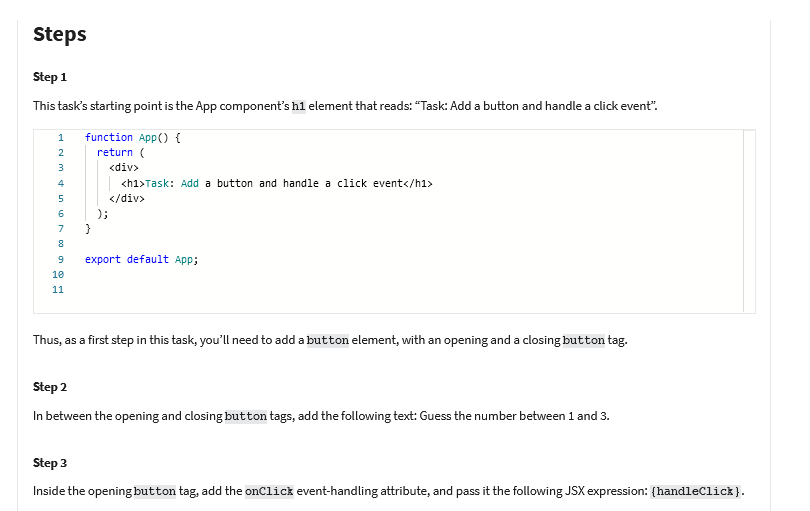 Steps
Step 1
This task's starting point is the App component's h1 element that reads: “Task: Add a button and handle a click event”.
1 function App() {
2 return (
3 <div>
4 <h1>Task: Add a button and handle a click event</h1>
5 </div>
6 );
7 }
8
9 export default App;
10
11
Thus, as a first step in this task, you'll need to add a button element, with an opening and a closing button tag.
Step 2
In between the opening and closing button tags, add the following text: Guess the number between 1 and 3.
Step 3
Inside the opening button tag, add the onClick event-handling attribute, and pass it the following JSX expression: {handleClick}.